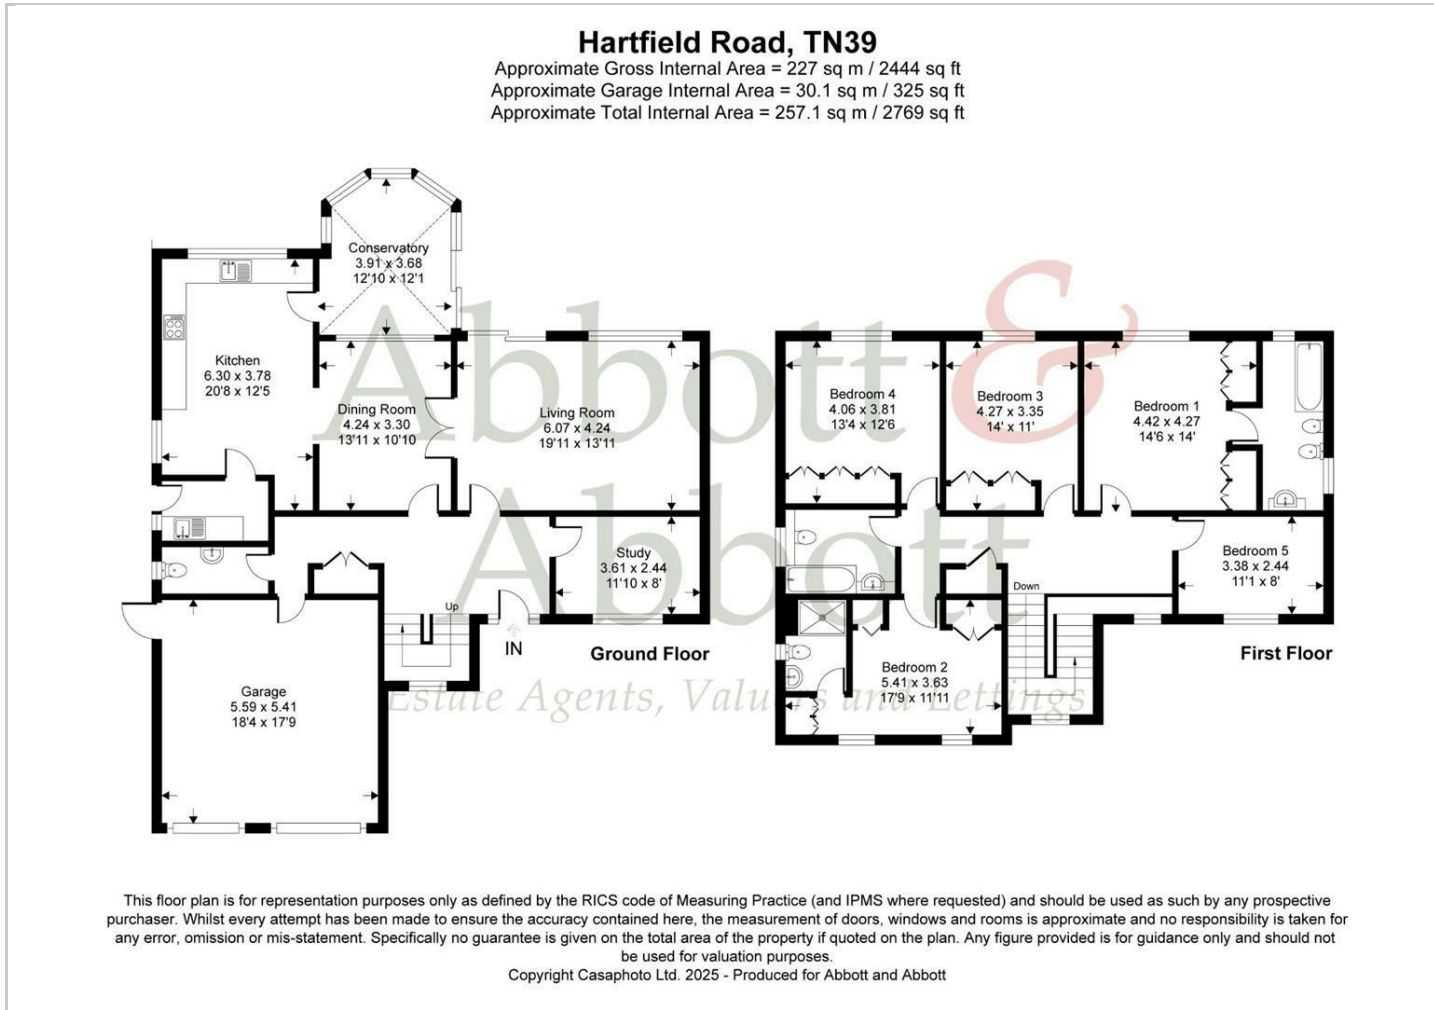 Hartfield Road, TN39
Approximate Gross Internal Area = 227 sq m / 2444 sq ft
Approximate Garage Internal Area = 30.1 sq m / 325 sq ft
Approximate Total Internal Area = 257.1 sq m / 2769 sq ft
Conservatory
3.91 x 3.68
12'10 x 12'1
Kitchen
6.30 x 3.78
20'8 x 12'5
Dining Room
4.24 x 3.30
13'11 x 10'10
Living Room
6.07 x 4.24
19'11 x 13'11
Study
3.61 x 2.44
11'10 x 8'
Up
IN
Ground Floor
Garage
5.59 x 5.41
18'4 x 17'9
Bedroom 4
4.06 x 3.81
13'4 x 12'6
Bedroom 3
4.27 x 3.35
14' x 11'
Bedroom 1
4.42 x 4.27
14'6 x 14'
Bedroom 5
3.38 x 2.44
11'1 x 8'
Down
First Floor
Bedroom 2
5.41 x 3.63
17'9 x 11'11
Abbott &
Abbott
Estate Agents, Valuers and Lettings
This floor plan is for representation purposes only as defined by the RICS code of Measuring Practice (and IPMS where requested) and should be used as such by any prospective
purchaser. Whilst every attempt has been made to ensure the accuracy contained here, the measurement of doors, windows and rooms is approximate and no responsibility is taken for
any error, omission or mis-statement. Specifically no guarantee is given on the total area of the property if quoted on the plan. Any figure provided is for guidance only and should not
be used for valuation purposes.
Copyright Casaphoto Ltd. 2025 - Produced for Abbott and Abbott